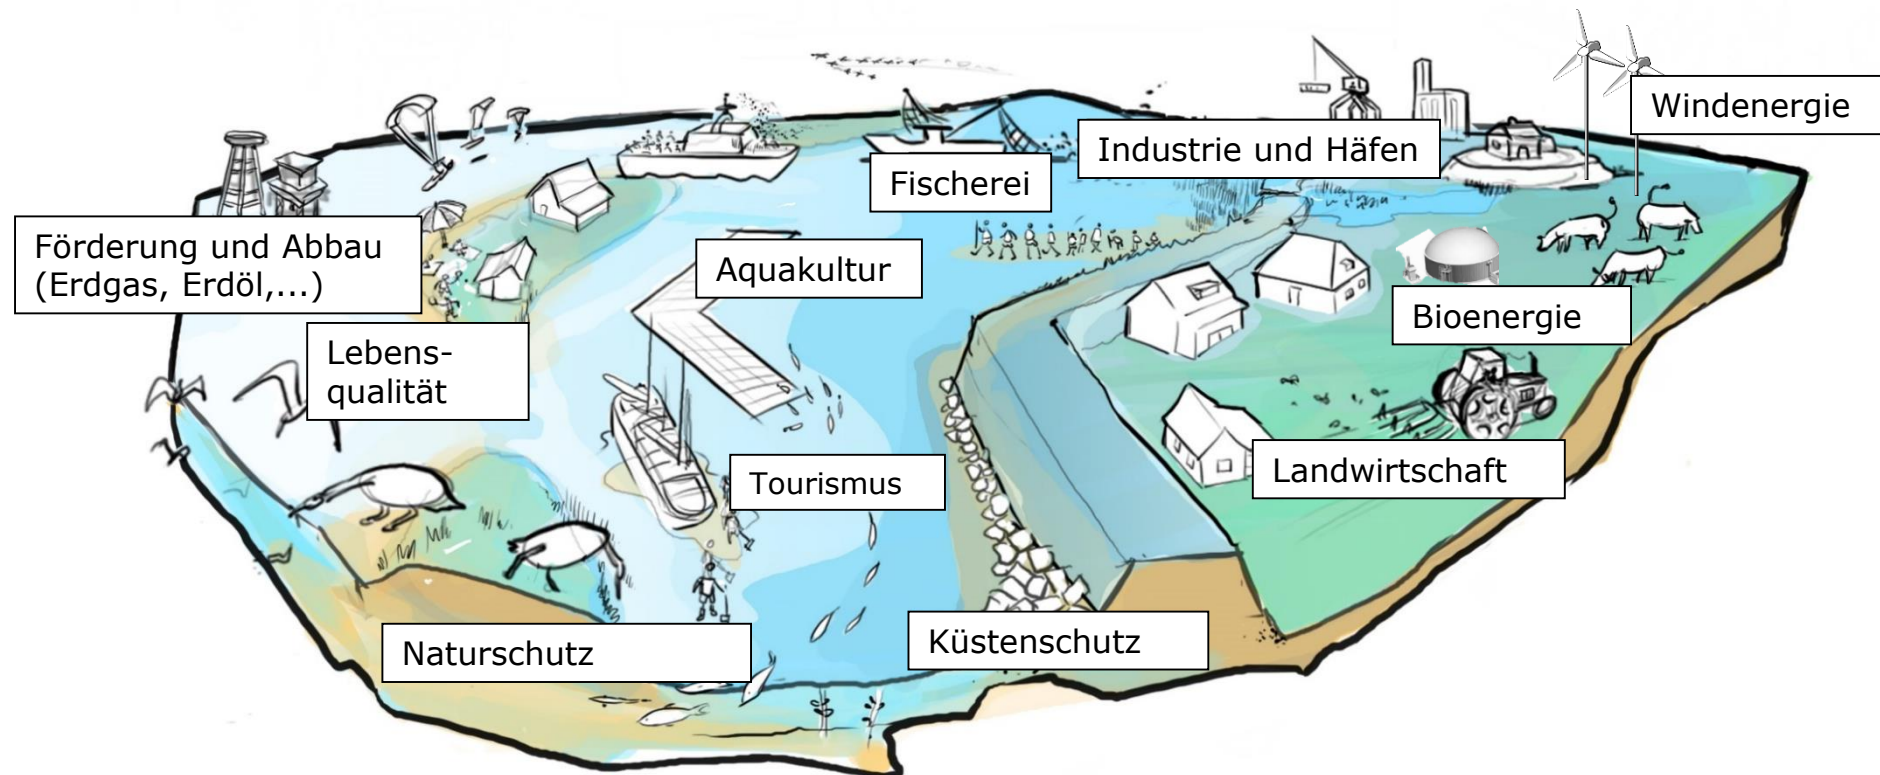 Windenergie
Industrie und Häfen
Fischerei
Förderung und Abbau
(Erdgas, Erdöl,...)
Aquakultur
Bioenergie
Lebens-
qualität
Tourismus
Landwirtschaft
Naturschutz
Küstenschutz